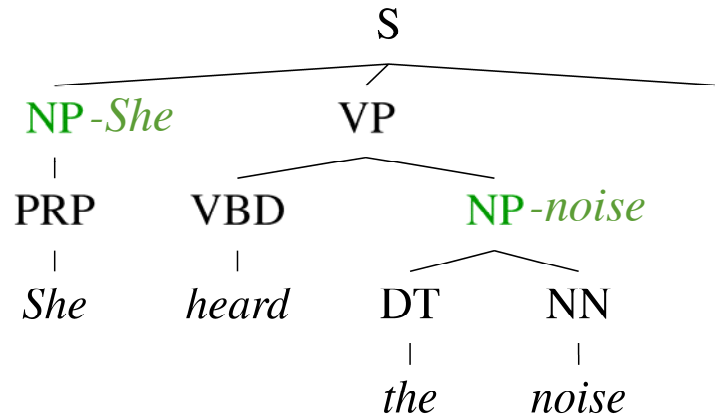 S
NP-She VP
PRP VBD NP-noise
She heard DT NN
the noise